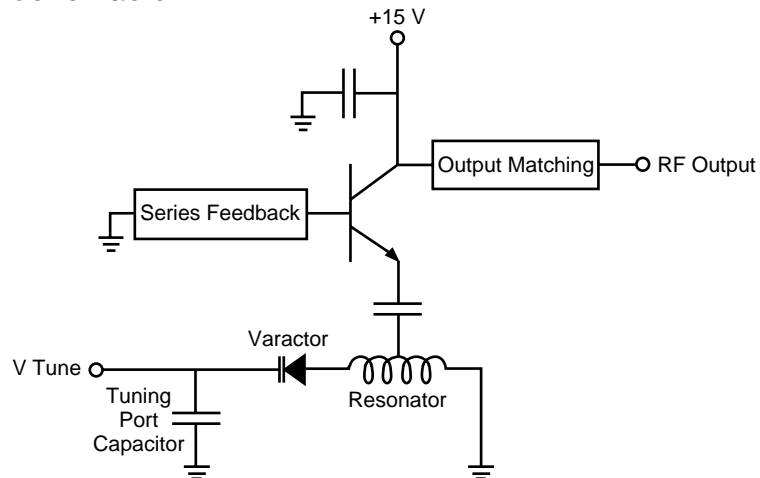 +15 V
Output Matching
RF Output
Series Feedback
Varactor
V Tune
Tuning
Port
Capacitor
Resonator